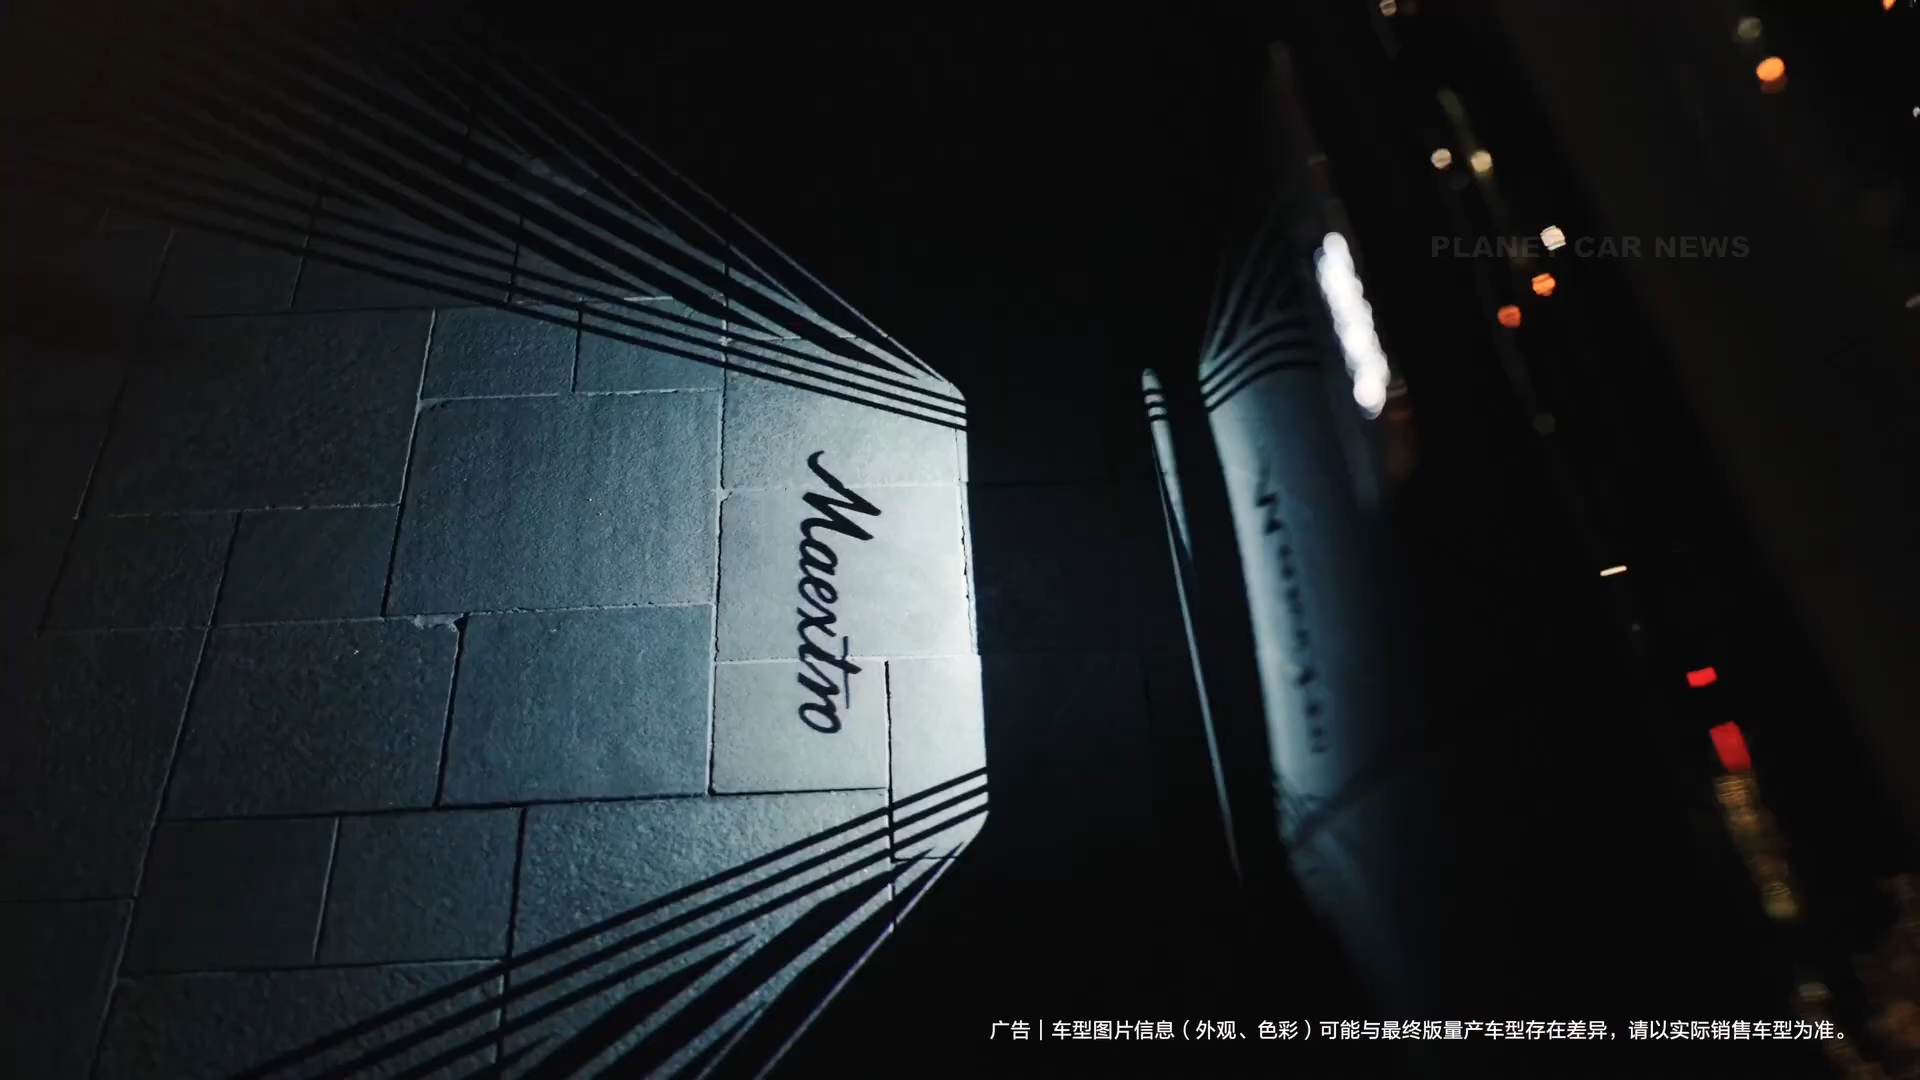 PLANET CAR NEWS
Maextro
广告｜车型图片信息（外观、色彩）可能与最终版量产车型存在差异，请以实际销售车型为准。